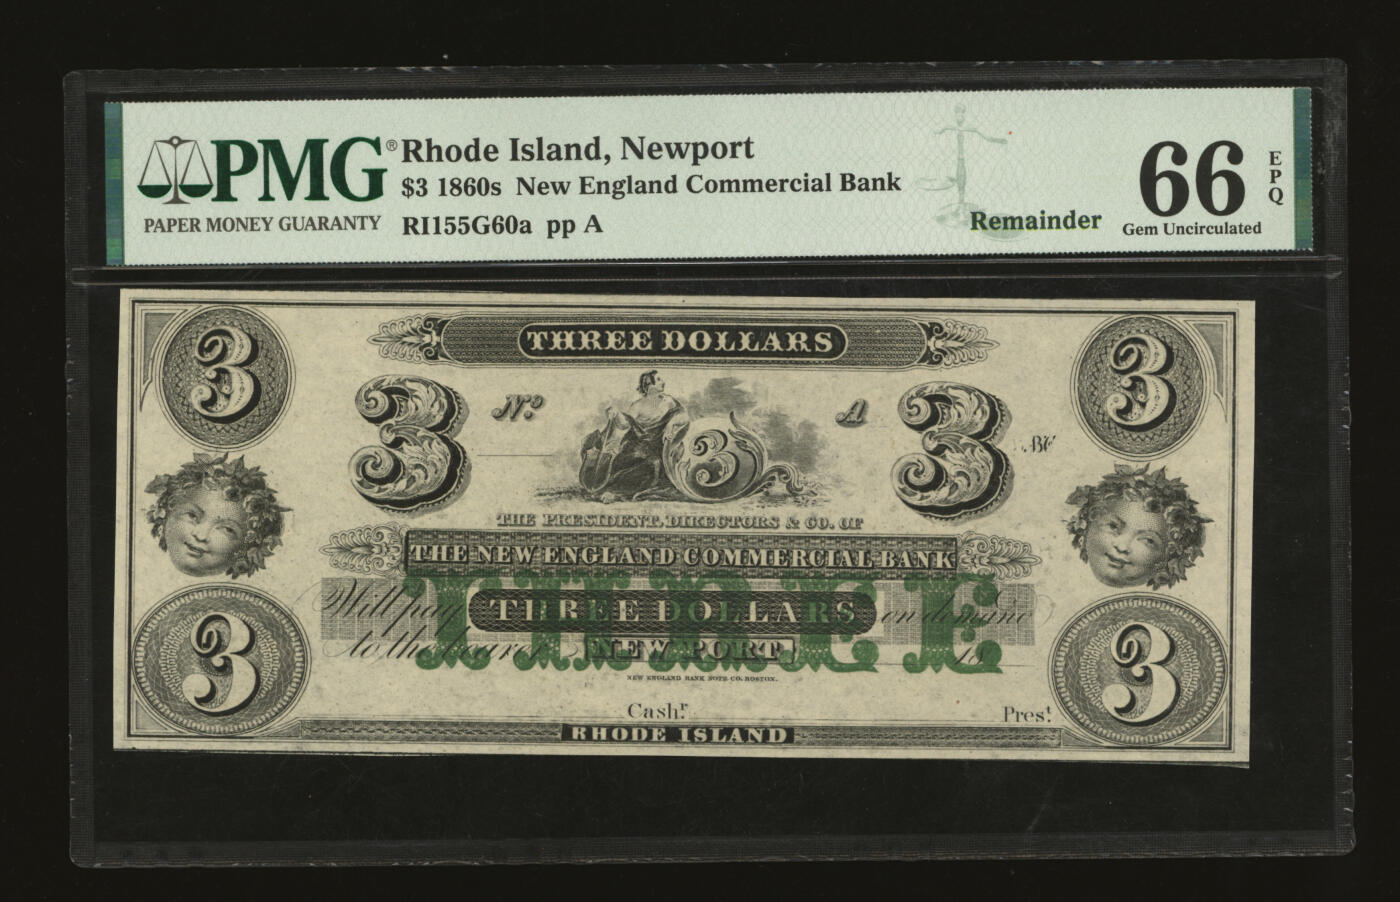 PMG® Rhode Island, Newport
$3 1860s New England Commercial Bank
PAPER MONEY GUARANTY
RI155G60a pp A
Remainder
66 EPQ
Gem Uncirculated
3 THREE DOLLARS 3
3 Nº 3 A 3
THE PRESIDENT, DIRECTORS & CO. OF
THE NEW ENGLAND COMMERCIAL BANK
THREE
Will pay THREE DOLLARS on demand
to the bearer NEW PORT 18
NEW ENGLAND BANK NOTE CO. BOSTON.
3 3
Cashr. Prest.
RHODE ISLAND